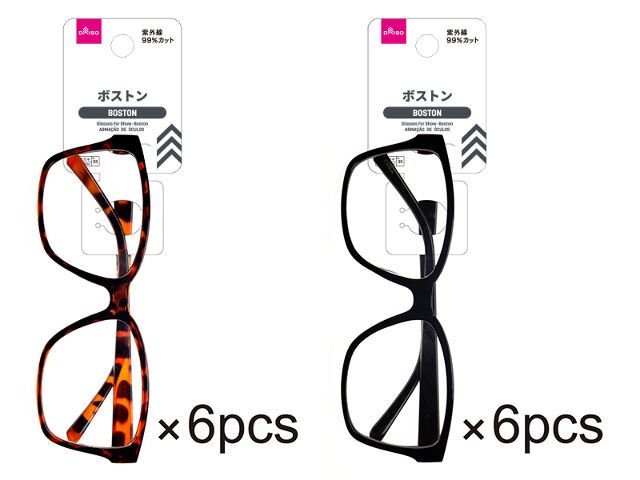 DAISO
紫外線
99%カット
ボストン
BOSTON
Glasses For Show - Boston
ARMAÇÃO DE ÓCULOS
×6pcs
DAISO
紫外線
99%カット
ボストン
BOSTON
Glasses For Show - Boston
ARMAÇÃO DE ÓCULOS
×6pcs